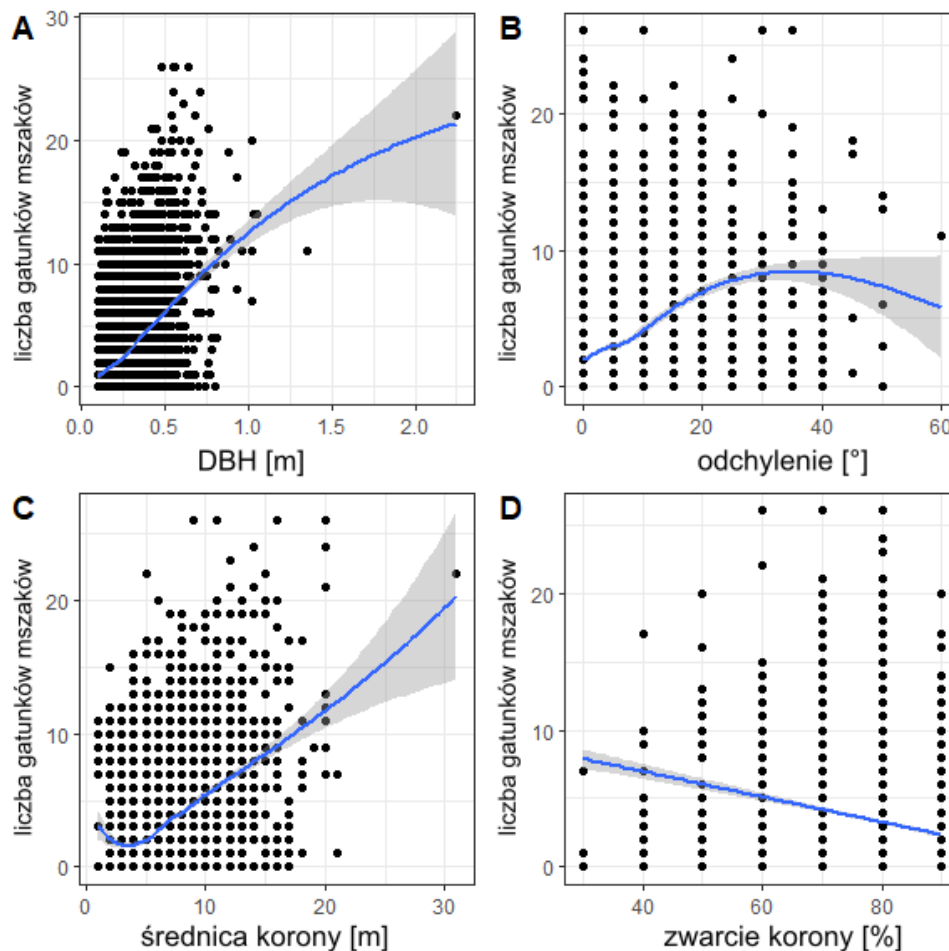 A
liczba gatunków mszaków
30
20
10
0
0.0 0.5 1.0 1.5 2.0
DBH [m]
B
liczba gatunków mszaków
20
10
0
0 20 40 60
odchylenie [°]
C
liczba gatunków mszaków
20
10
0
0 10 20 30
średnica korony [m]
D
liczba gatunków mszaków
20
10
0
40 60 80
zwarcie korony [%]